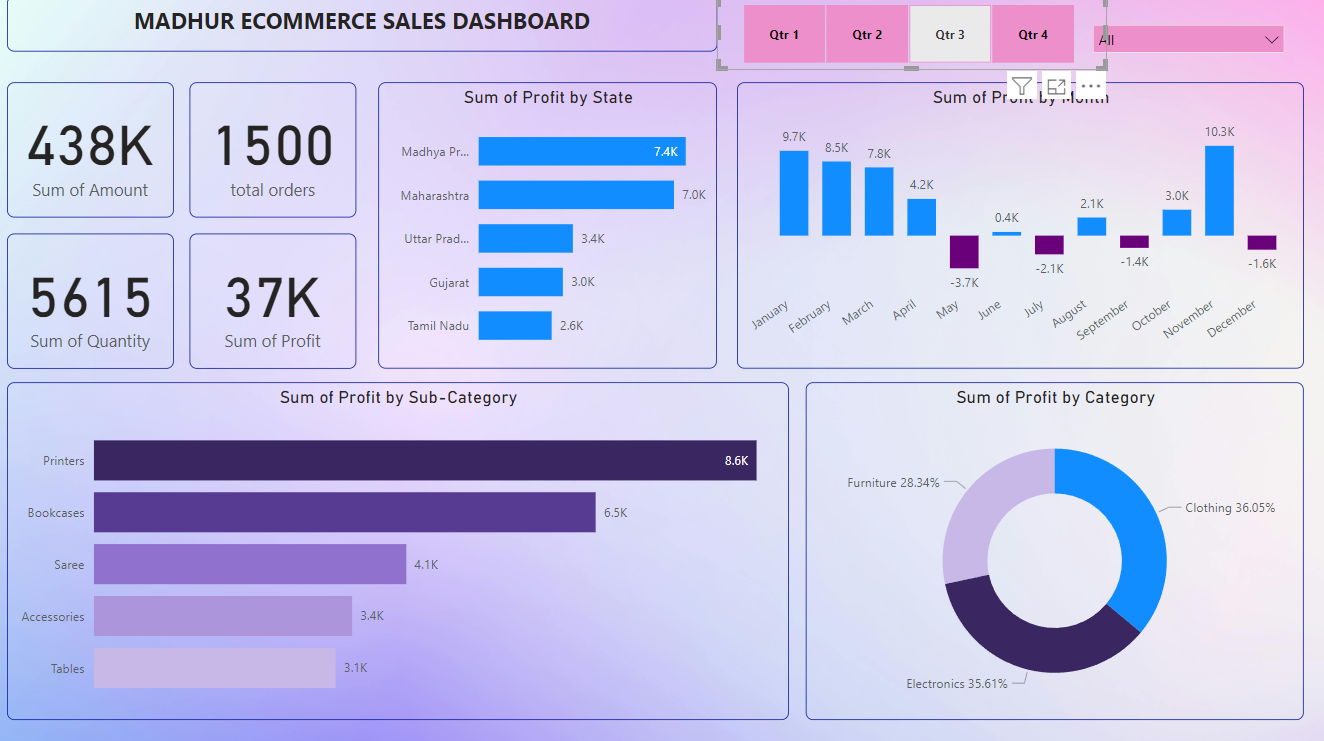 MADHUR ECOMMERCE SALES DASHBOARD
Qtr 1
Qtr 2
Qtr 3
Qtr 4
All
438K
Sum of Amount
1500
total orders
5615
Sum of Quantity
37K
Sum of Profit
Sum of Profit by State
Madhya Pr... 7.4K
Maharashtra 7.0K
Uttar Prad... 3.4K
Gujarat 3.0K
Tamil Nadu 2.6K
Sum of Profit by Month
9.7K
8.5K
7.8K
4.2K
-3.7K
0.4K
-2.1K
2.1K
-1.4K
3.0K
10.3K
-1.6K
January
February
March
April
May
June
July
August
September
October
November
December
Sum of Profit by Sub-Category
Printers 8.6K
Bookcases 6.5K
Saree 4.1K
Accessories 3.4K
Tables 3.1K
Sum of Profit by Category
Furniture 28.34%
Clothing 36.05%
Electronics 35.61%